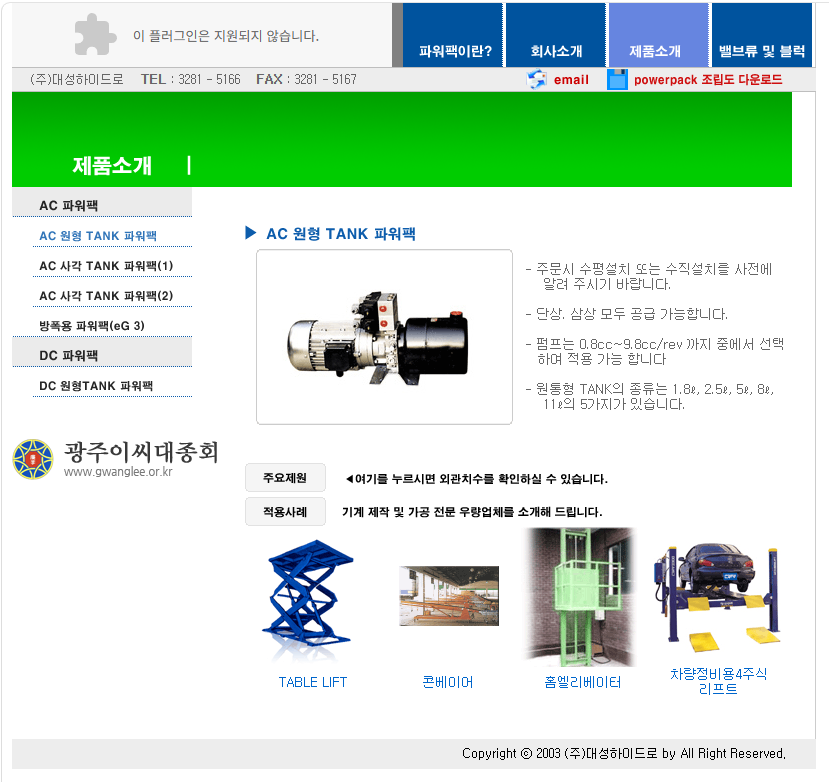 이 플러그인은 지원되지 않습니다.
파워팩이란?
회사소개
제품소개
밸브류 및 블럭
(주)대성하이드로 TEL : 3281 - 5166 FAX : 3281 - 5167
email
powerpack 조립도 다운로드
제품소개 |
AC 파워팩
AC 원형 TANK 파워팩
AC 사각 TANK 파워팩(1)
AC 사각 TANK 파워팩(2)
방폭용 파워팩(eG 3)
DC 파워팩
DC 원형TANK 파워팩
광주이씨대종회
www.gwanglee.or.kr
▶ AC 원형 TANK 파워팩
- 주문시 수평설치 또는 수직설치를 사전에
알려 주시기 바랍니다.
- 단상. 삼상 모두 공급 가능합니다.
- 펌프는 0.8cc~9.8cc/rev 까지 중에서 선택
하여 적용 가능 합니다
- 원통형 TANK의 종류는 1.8ℓ, 2.5ℓ, 5ℓ, 8ℓ,
11ℓ의 5가지가 있습니다.
주요제원 ◀여기를 누르시면 외관치수를 확인하실 수 있습니다.
적용사례 기계 제작 및 가공 전문 우량업체를 소개해 드립니다.
TABLE LIFT
콘베이어
홈엘리베이터
차량정비용4주식
리프트
Copyright ⓒ 2003 (주)대성하이드로 by All Right Reserved.